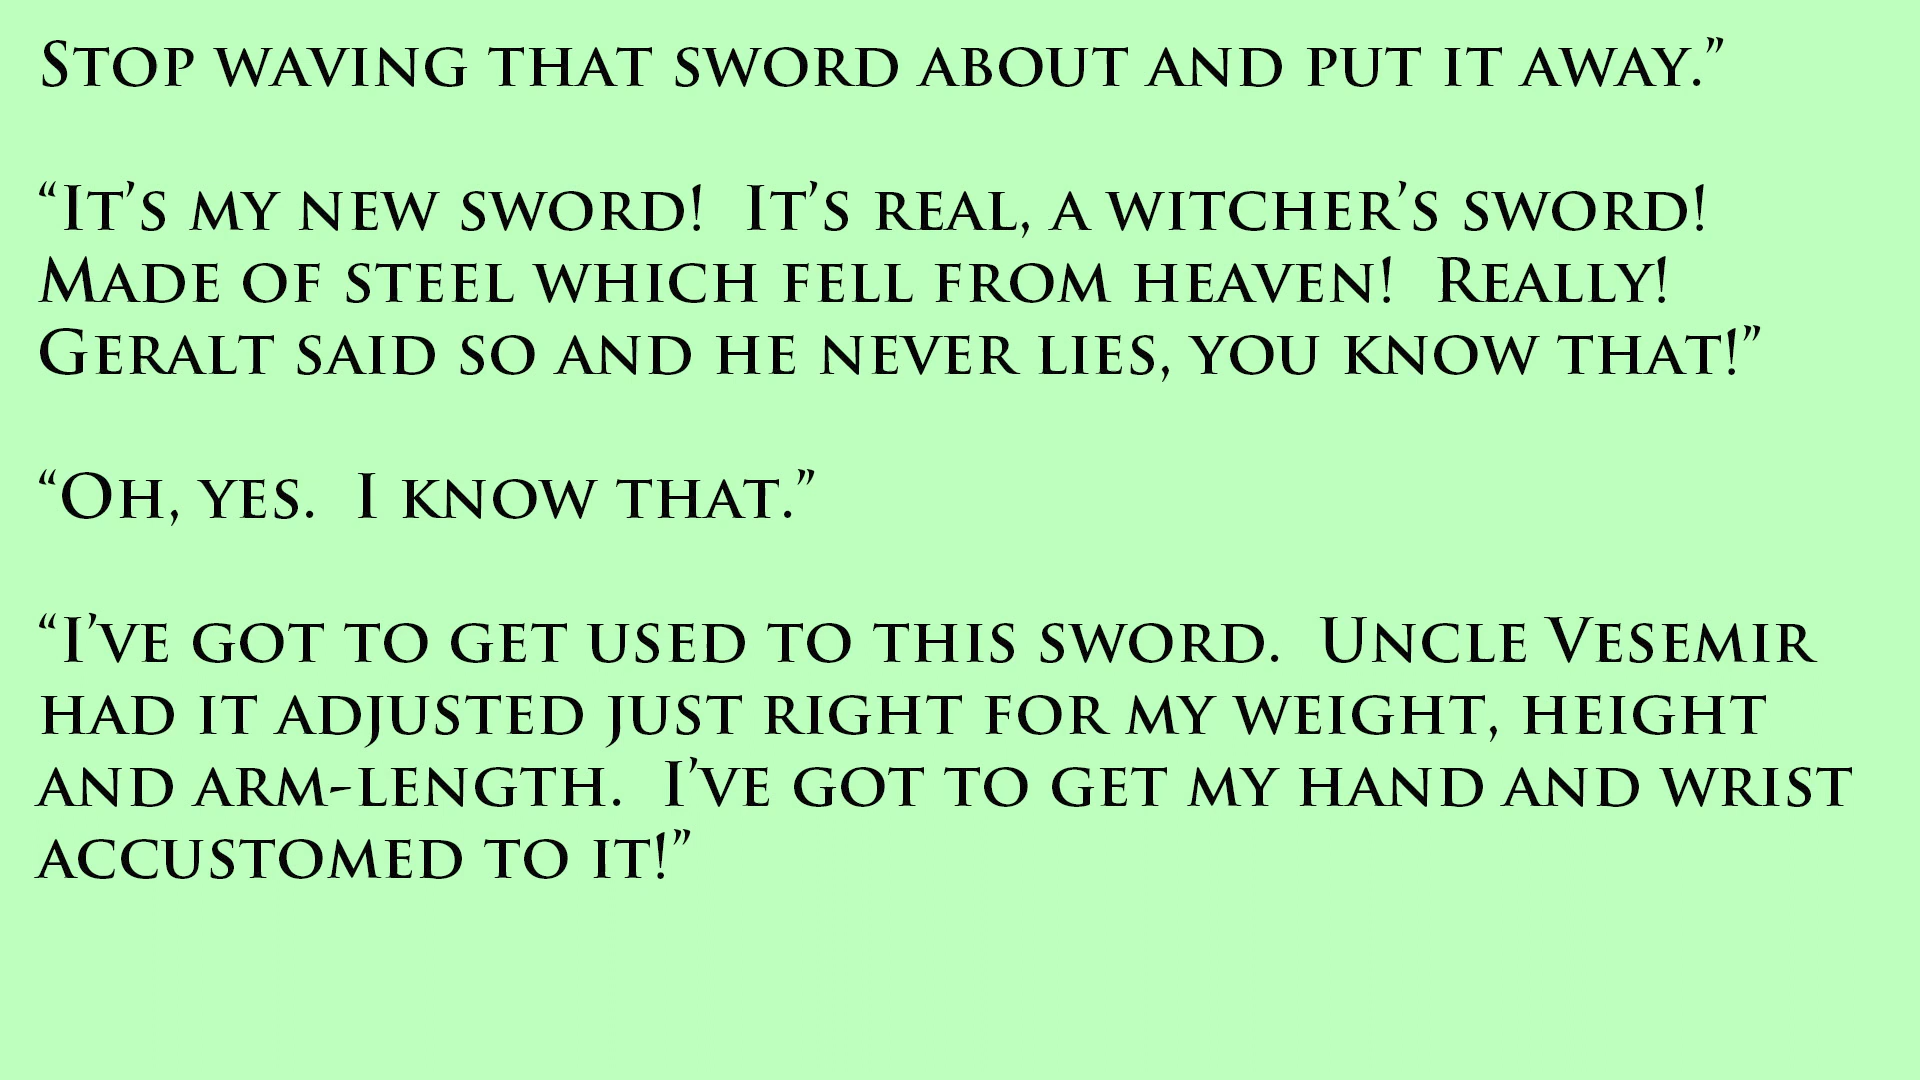 Stop waving that sword about and put it away.”
“It’s my new sword!  It’s real, a witcher’s sword!
Made of steel which fell from heaven!  Really!
Geralt said so and he never lies, you know that!”
“Oh, yes.  I know that.”
“I’ve got to get used to this sword.  Uncle Vesemir
had it adjusted just right for my weight, height
and arm-length.  I’ve got to get my hand and wrist
accustomed to it!”